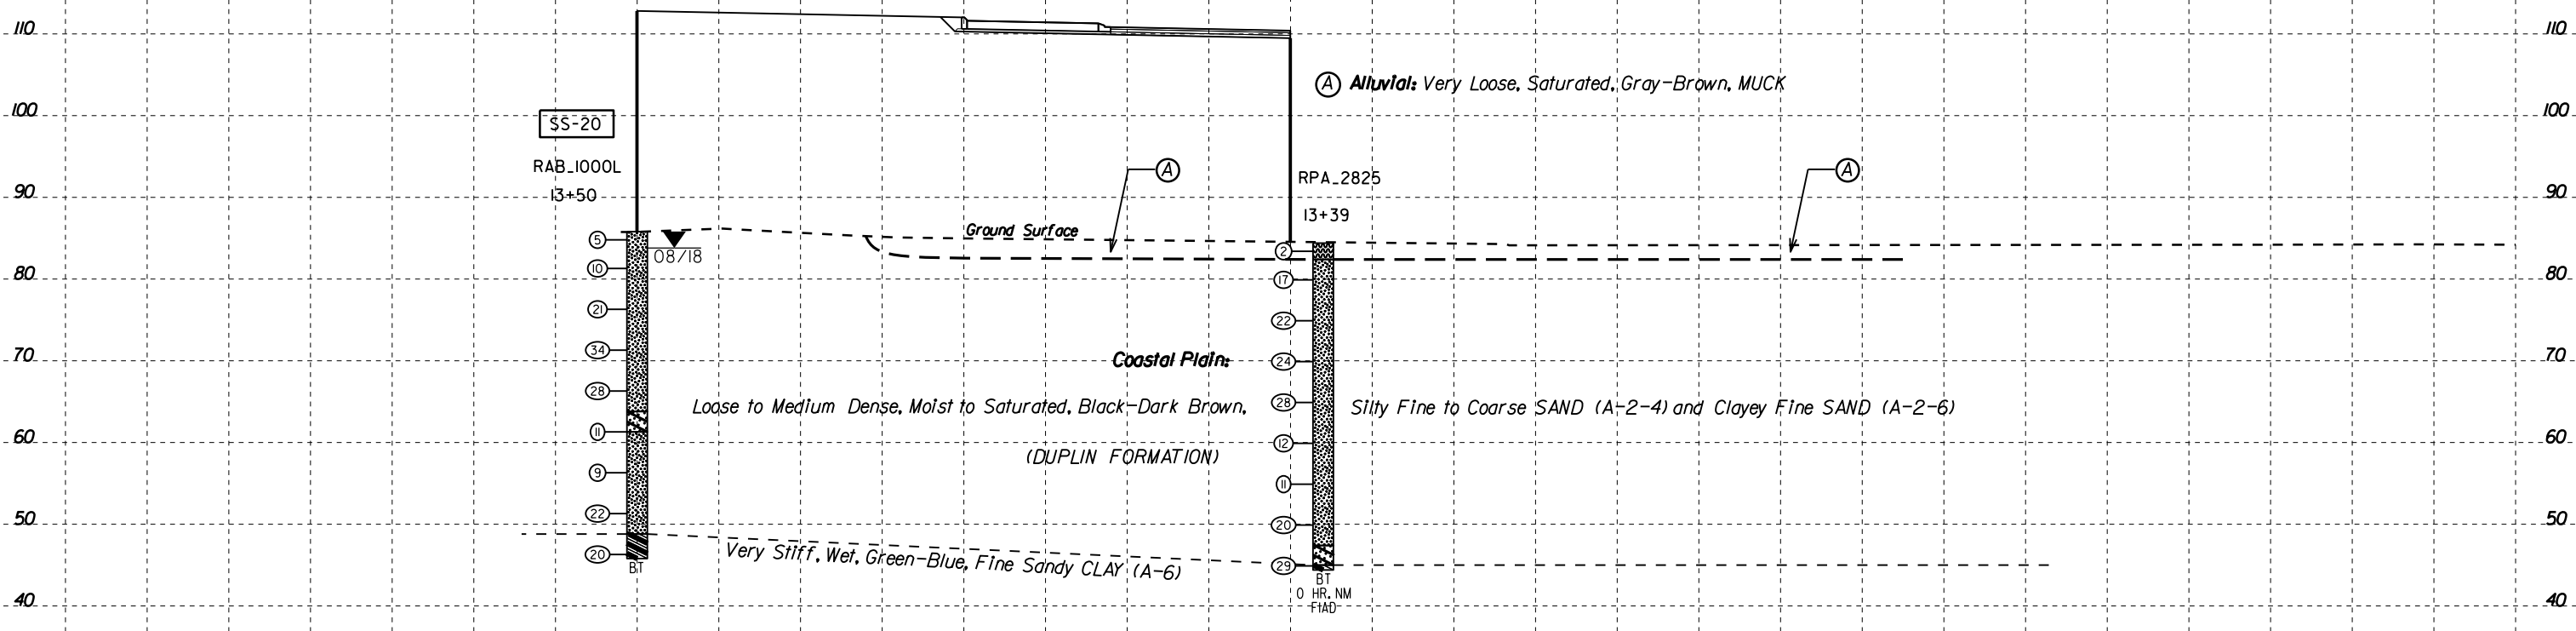 110 110
Ⓐ Alluvial: Very Loose, Saturated, Gray-Brown, MUCK
100 100
SS-20
RAB_1000L
13+50
A A
RPA_2825
90 90
13+39
Ground Surface
5
08/18
2
10
80 80
17
21
22
34
70 70
Coastal Plain:
24
28
Loose to Medium Dense, Moist to Saturated, Black-Dark Brown, 28 Silty Fine to Coarse SAND (A-2-4) and Clayey Fine SAND (A-2-6)
11
60 60
12
(DUPLIN FORMATION)
9
11
22
50 50
20
Very Stiff, Wet, Green-Blue, Fine Sandy CLAY (A-6)
20
BT
29
BT
0 HR. NM
FIAD
40 40